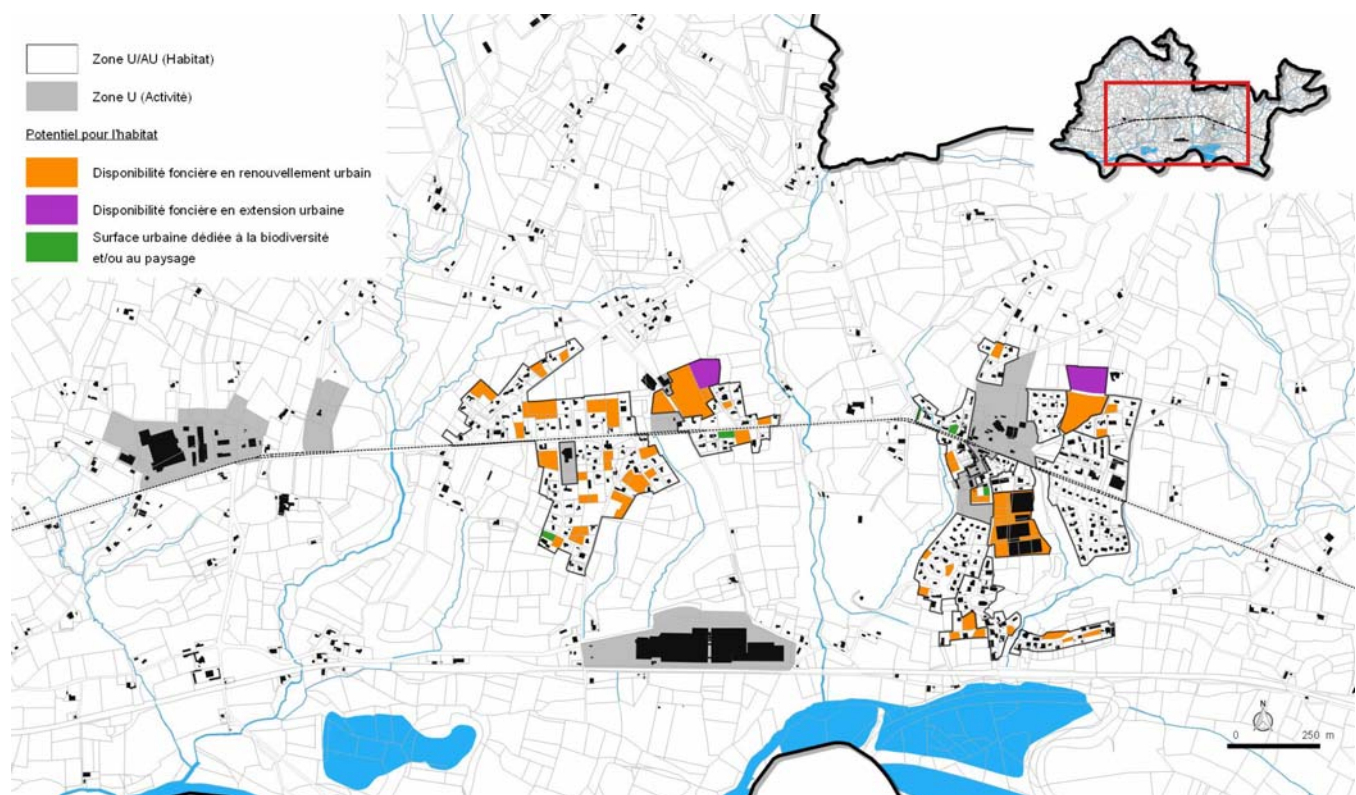 Zone U/AU (Habitat)
Zone U (Activité)
Potentiel pour l'habitat
Disponibilité foncière en renouvellement urbain
Disponibilité foncière en extension urbaine
Surface urbaine dédiée à la biodiversité
et/ou au paysage
N
0 250 m